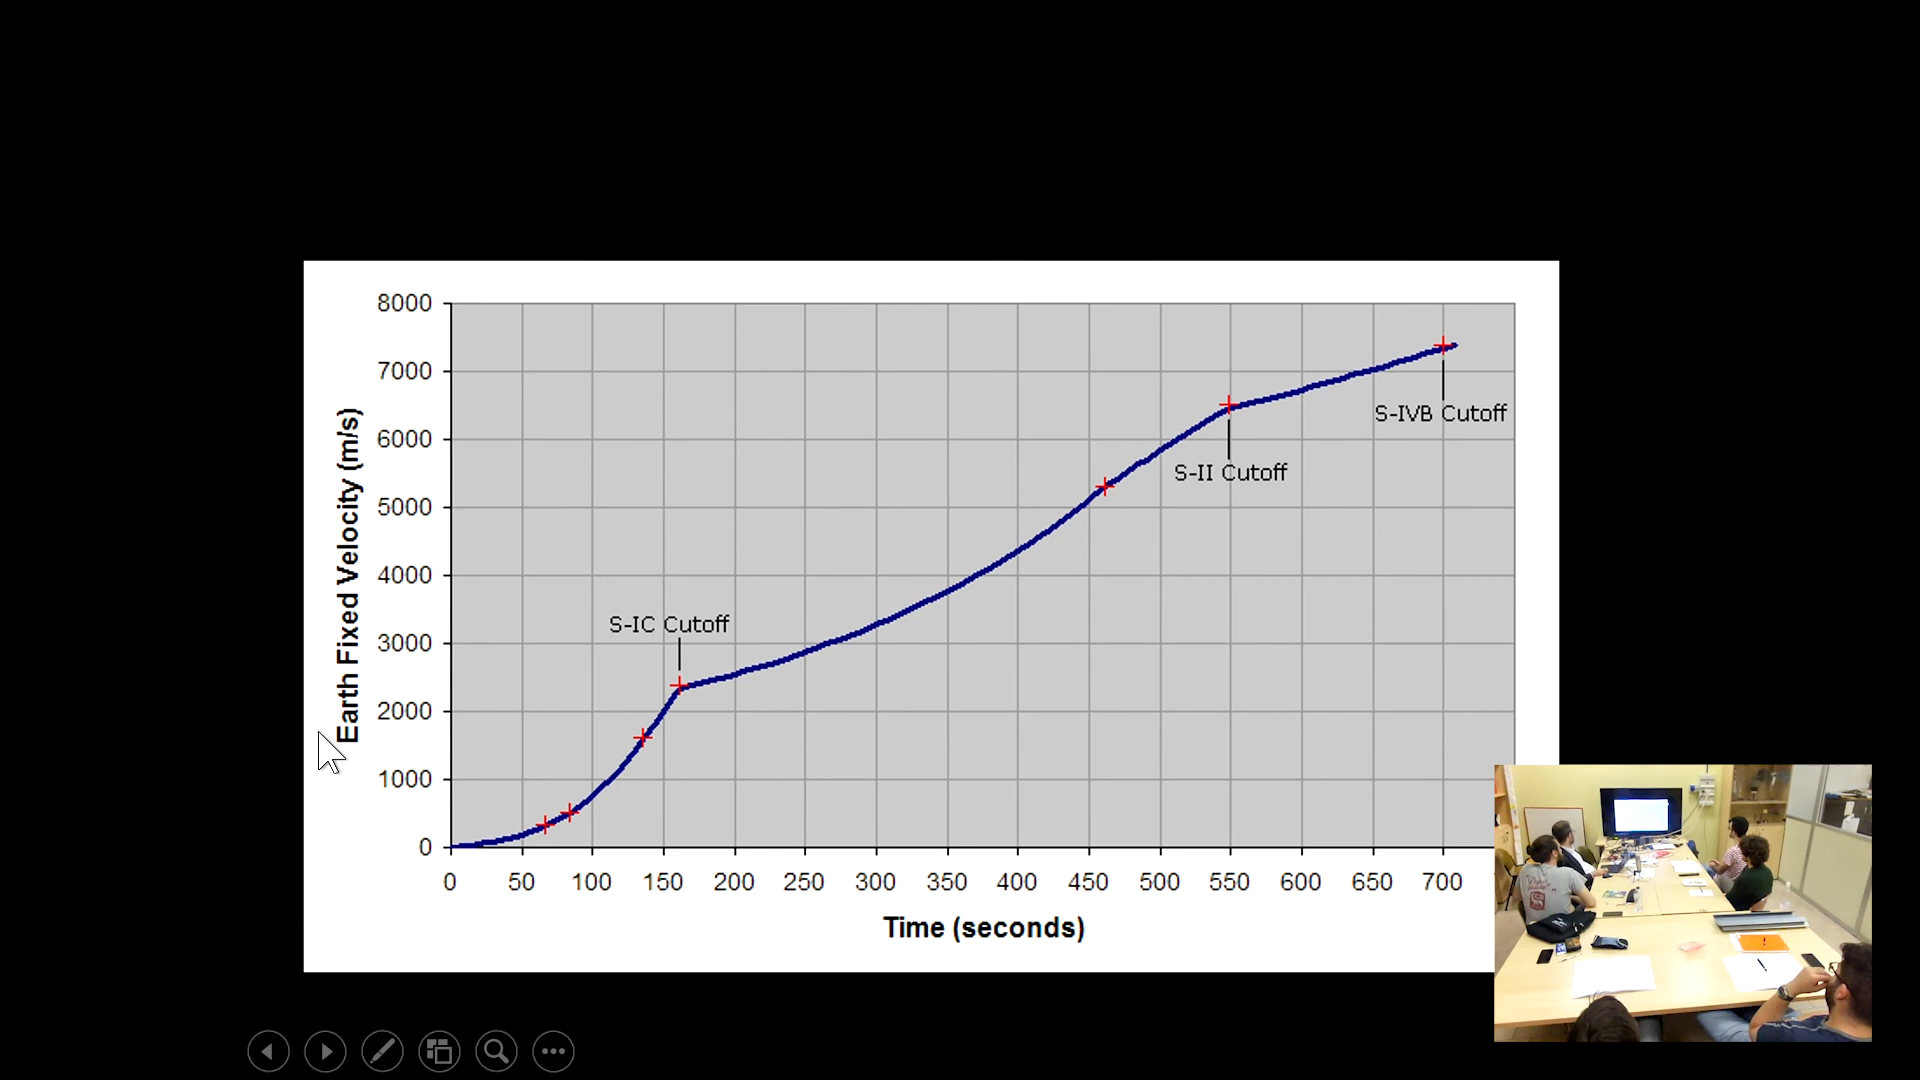 8000
7000
6000
5000
4000
3000
2000
1000
0
Earth Fixed Velocity (m/s)
S-IC Cutoff
S-II Cutoff
S-IVB Cutoff
0 50 100 150 200 250 300 350 400 450 500 550 600 650 700
Time (seconds)